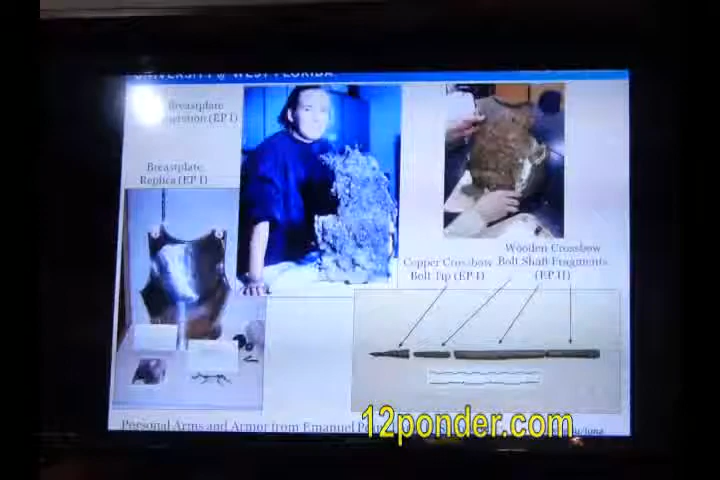 UNIVERSITY of WEST FLORIDA
Breastplate
(EP I)
Breastplate
Replica (EP I)
Copper Crossbow
Bolt Tip (EP I)
Wooden Crossbow
Bolt Shaft Fragments
(EP II)
Personal Arms and Armor from Emanuel
12ponder.com